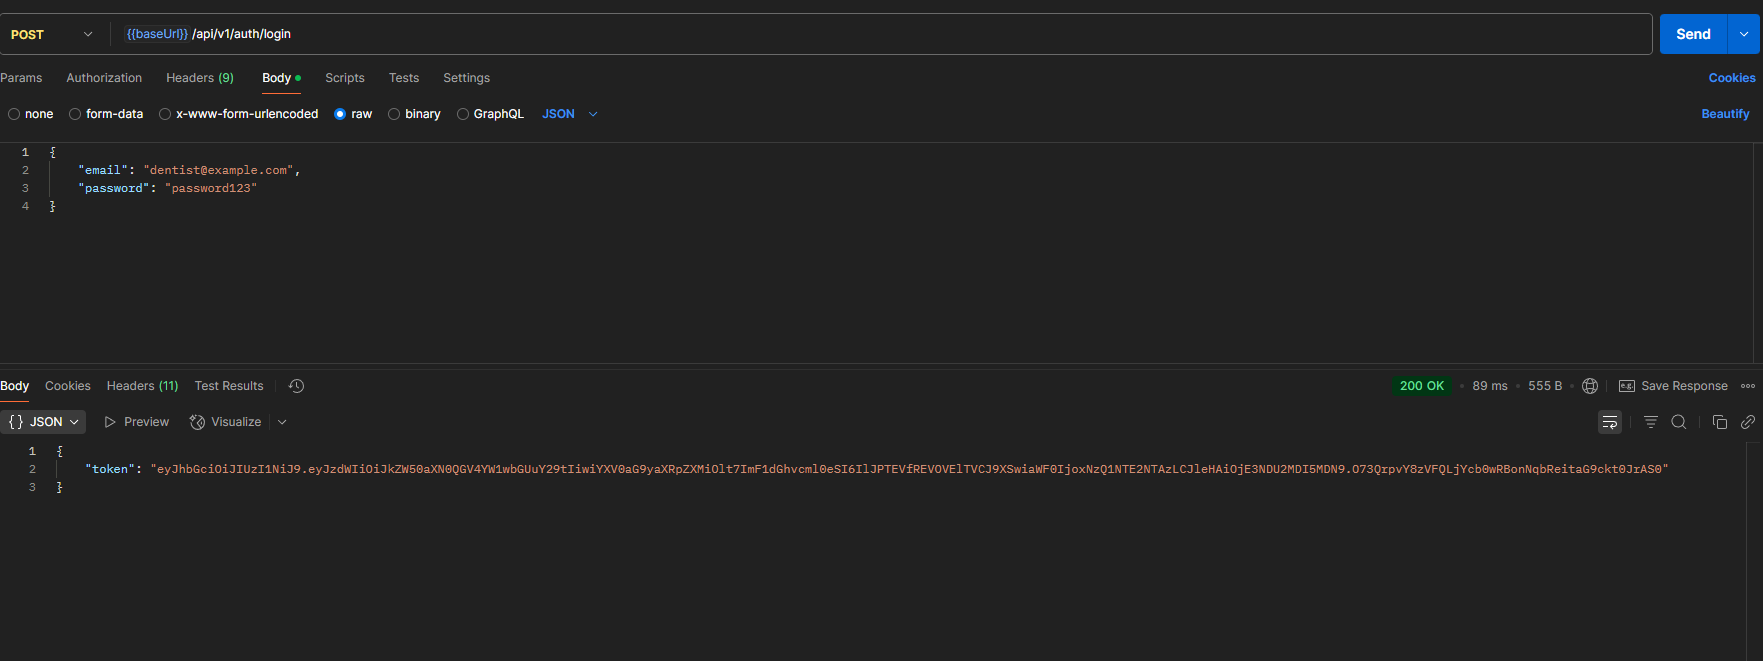 POST {{baseUrl}} /api/v1/auth/login Send
Params Authorization Headers (9) Body Scripts Tests Settings Cookies
none form-data x-www-form-urlencoded raw binary GraphQL JSON Beautify
1 {
2 "email": "dentist@example.com",
3 "password": "password123"
4 }
Body Cookies Headers (11) Test Results 200 OK • 89 ms • 555 B • e.g. Save Response
{} JSON Preview Visualize
1 {
2 "token": "eyJhbGciOiJIUzI1NiJ9.eyJzdWIiOiJkZW50aXN0QGV4YW1wbGUuY29tIiwiYXV0aG9yaXRpZXMiOlt7ImF1dGhvcml0eSI6IlJPTEVfREVOVElTVCJ9XSwiaWF0IjoxNzQ1NTE2NTAzLCJleHAiOjE3NDU2MDI5MDN9.O73QrpvY8zVFQLjYcb0wRBonNqbReitaG9ckt0JrAS0"
3 }